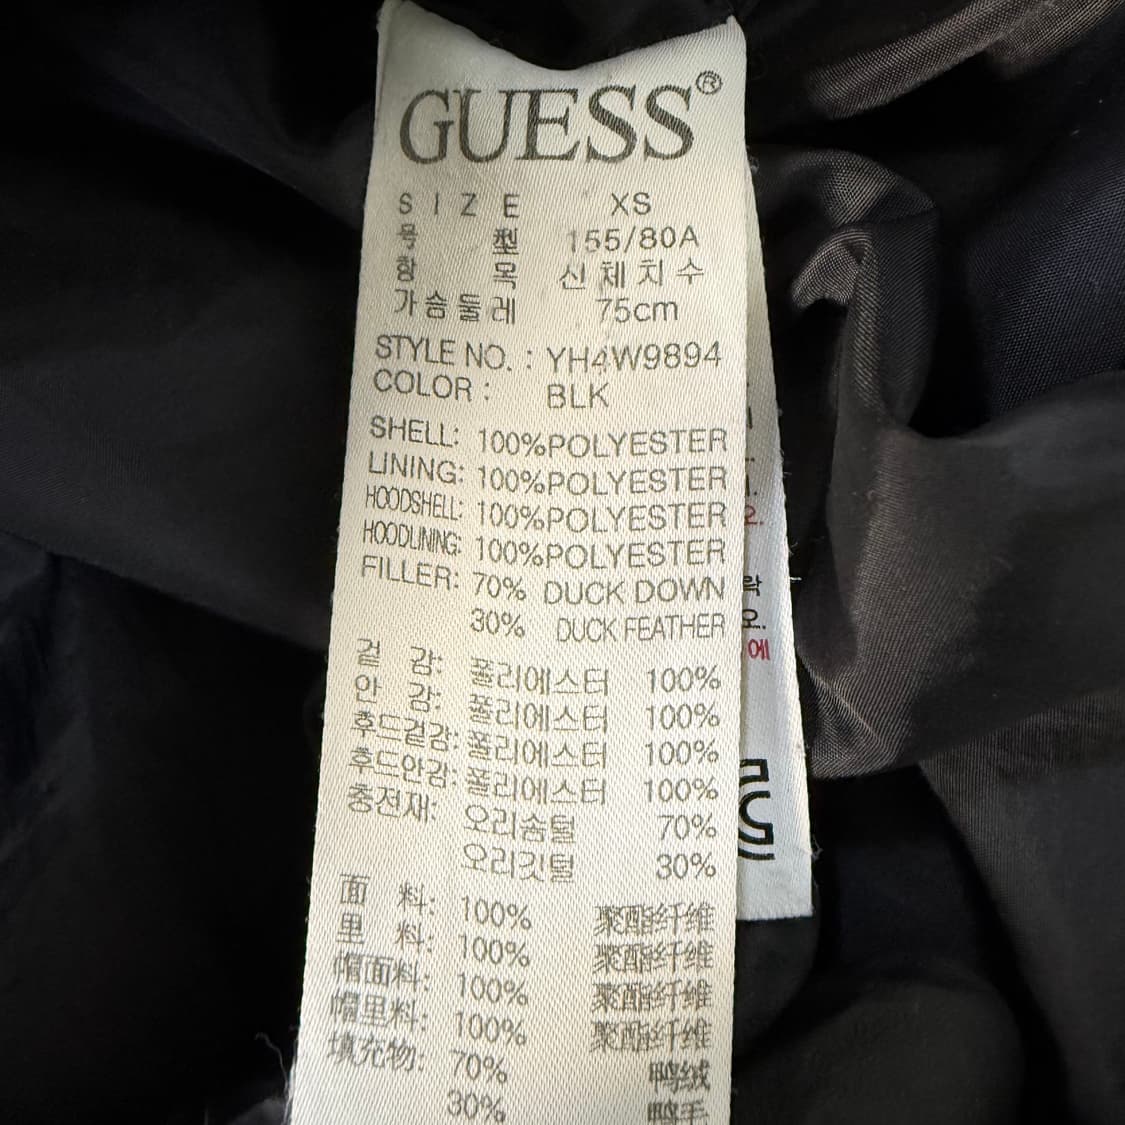 GUESS®
SIZE XS
号型 155/80A
항목 신체치수
가슴둘레 75cm
STYLE NO. : YH4W9894
COLOR : BLK
SHELL: 100%POLYESTER
LINING: 100%POLYESTER
HOODSHELL: 100%POLYESTER
HOODLINING: 100%POLYESTER
FILLER: 70% DUCK DOWN
30% DUCK FEATHER
겉감: 폴리에스터 100%
안감: 폴리에스터 100%
후드겉감: 폴리에스터 100%
후드안감: 폴리에스터 100%
충전재: 오리솜털 70%
오리깃털 30%
面料: 100% 聚酯纤维
里料: 100% 聚酯纤维
帽面料: 100% 聚酯纤维
帽里料: 100% 聚酯纤维
填充物: 70% 鸭绒
30% 鸭毛
오.
락
오.
에